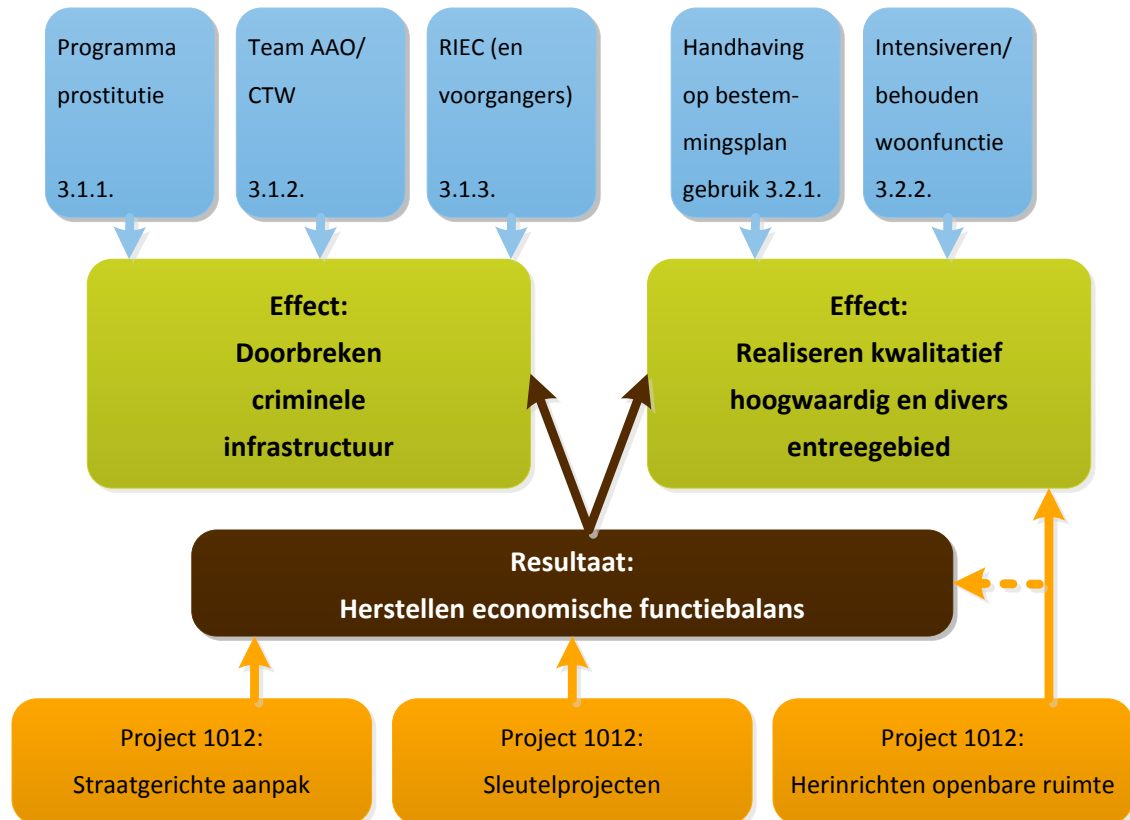 Programma
prostitutie
3.1.1.
Team AAO/
CTW
3.1.2.
RIEC (en
voorgangers)
3.1.3.
Handhaving
op bestem-
mingsplan
gebruik 3.2.1.
Intensiveren/
behouden
woonfunctie
3.2.2.
Effect:
Doorbreken
criminele
infrastructuur
Effect:
Realiseren kwalitatief
hoogwaardig en divers
entreegebied
Resultaat:
Herstellen economische functiebalans
Project 1012:
Straatgerichte aanpak
Project 1012:
Sleutelprojecten
Project 1012:
Herinrichten openbare ruimte